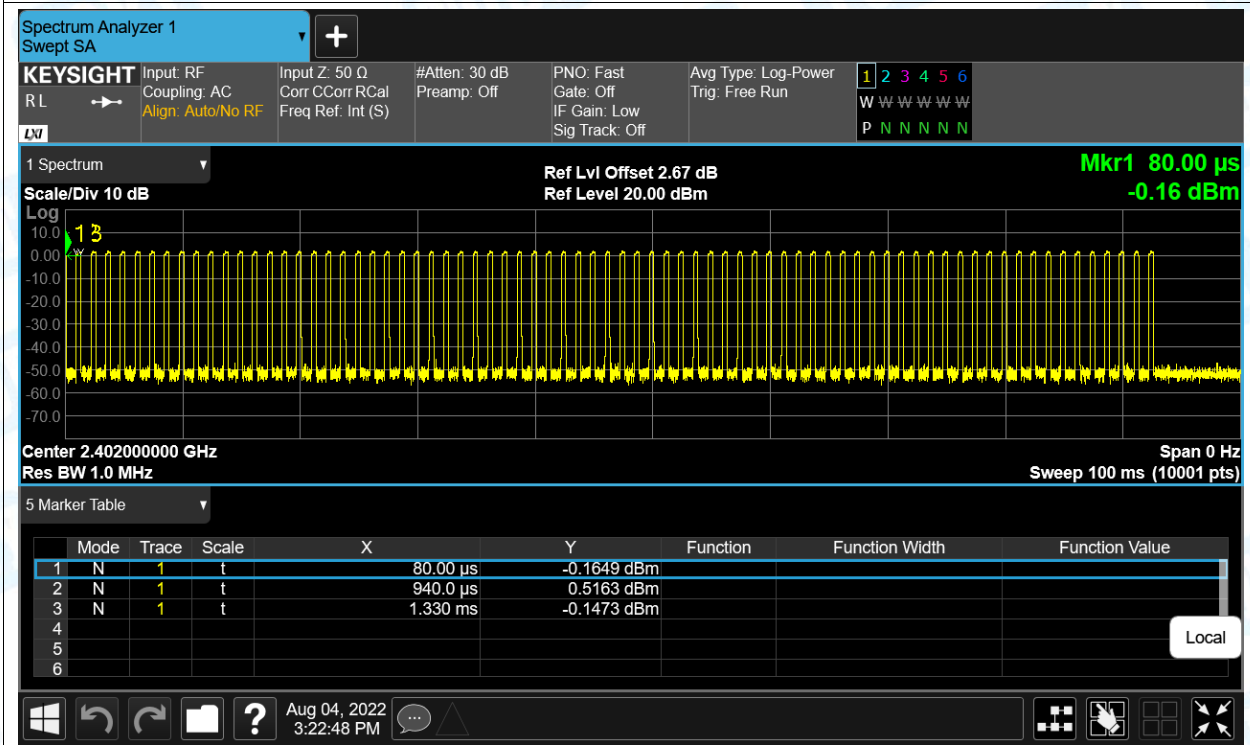 Spectrum Analyzer 1
Swept SA
KEYSIGHT
R L
LXI
Input: RF
Coupling: AC
Align: Auto/No RF
Input Z: 50 Ω
Corr CCorr RCal
Freq Ref: Int (S)
#Atten: 30 dB
Preamp: Off
PNO: Fast
Gate: Off
IF Gain: Low
Sig Track: Off
Avg Type: Log-Power
Trig: Free Run
1 2 3 4 5 6
W W W W W W
P N N N N N
1 Spectrum
Scale/Div 10 dB
Ref Lvl Offset 2.67 dB
Ref Level 20.00 dBm
Mkr1 80.00 µs
-0.16 dBm
Log
10.0
0.00
-10.0
-20.0
-30.0
-40.0
-50.0
-60.0
-70.0
1 3
Center 2.402000000 GHz
Res BW 1.0 MHz
Span 0 Hz
Sweep 100 ms (10001 pts)
5 Marker Table
Mode Trace Scale X Y Function Function Width Function Value
1 N 1 t 80.00 µs -0.1649 dBm
2 N 1 t 940.0 µs 0.5163 dBm
3 N 1 t 1.330 ms -0.1473 dBm
4
5
6
Local
?
Aug 04, 2022
3:22:48 PM